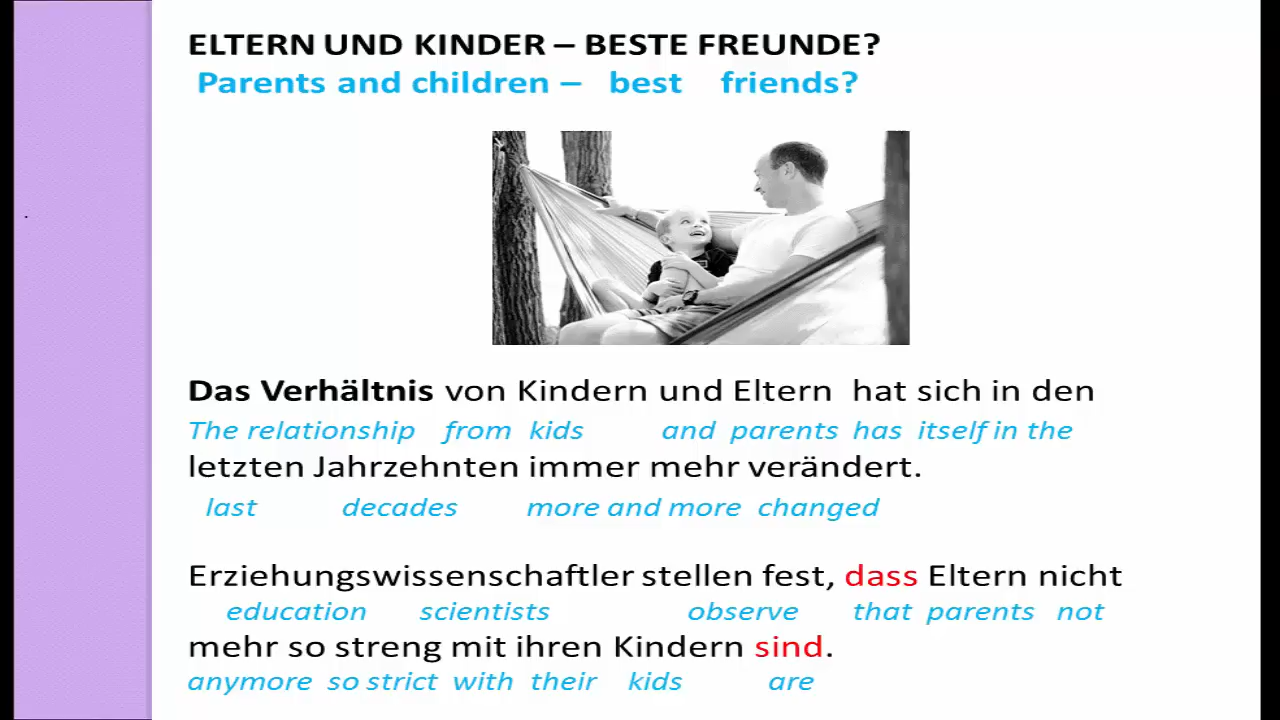 ELTERN UND KINDER – BESTE FREUNDE?
Parents and children – best friends?
Das Verhältnis von Kindern und Eltern hat sich in den
The relationship from kids and parents has itself in the
letzten Jahrzehnten immer mehr verändert.
last decades more and more changed
Erziehungswissenschaftler stellen fest, dass Eltern nicht
education scientists observe that parents not
mehr so streng mit ihren Kindern sind.
anymore so strict with their kids are